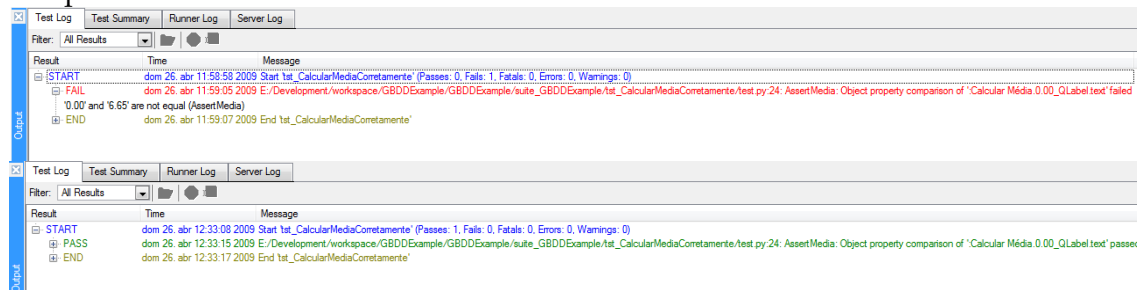 Test Log Test Summary Runner Log Server Log
Filter: All Results
Result Time Message
START dom 26. abr 11:58:58 2009 Start 'tst_CalcularMediaCorretamente' (Passes: 0, Fails: 1, Fatals: 0, Errors: 0, Warnings: 0)
FAIL dom 26. abr 11:59:05 2009 E:/Development/workspace/GBDDExample/GBDDExample/suite_GBDDExample/tst_CalcularMediaCorretamente/test.py:24: AssertMedia: Object property comparison of ':Calcular Média.0.00_QLabel.text' failed
'0.00' and '6.65' are not equal (AssertMedia)
END dom 26. abr 11:59:07 2009 End 'tst_CalcularMediaCorretamente'
Output
Test Log Test Summary Runner Log Server Log
Filter: All Results
Result Time Message
START dom 26. abr 12:33:08 2009 Start 'tst_CalcularMediaCorretamente' (Passes: 1, Fails: 0, Fatals: 0, Errors: 0, Warnings: 0)
PASS dom 26. abr 12:33:15 2009 E:/Development/workspace/GBDDExample/GBDDExample/suite_GBDDExample/tst_CalcularMediaCorretamente/test.py:24: AssertMedia: Object property comparison of ':Calcular Média.0.00_QLabel.text' passed
END dom 26. abr 12:33:17 2009 End 'tst_CalcularMediaCorretamente'
Output